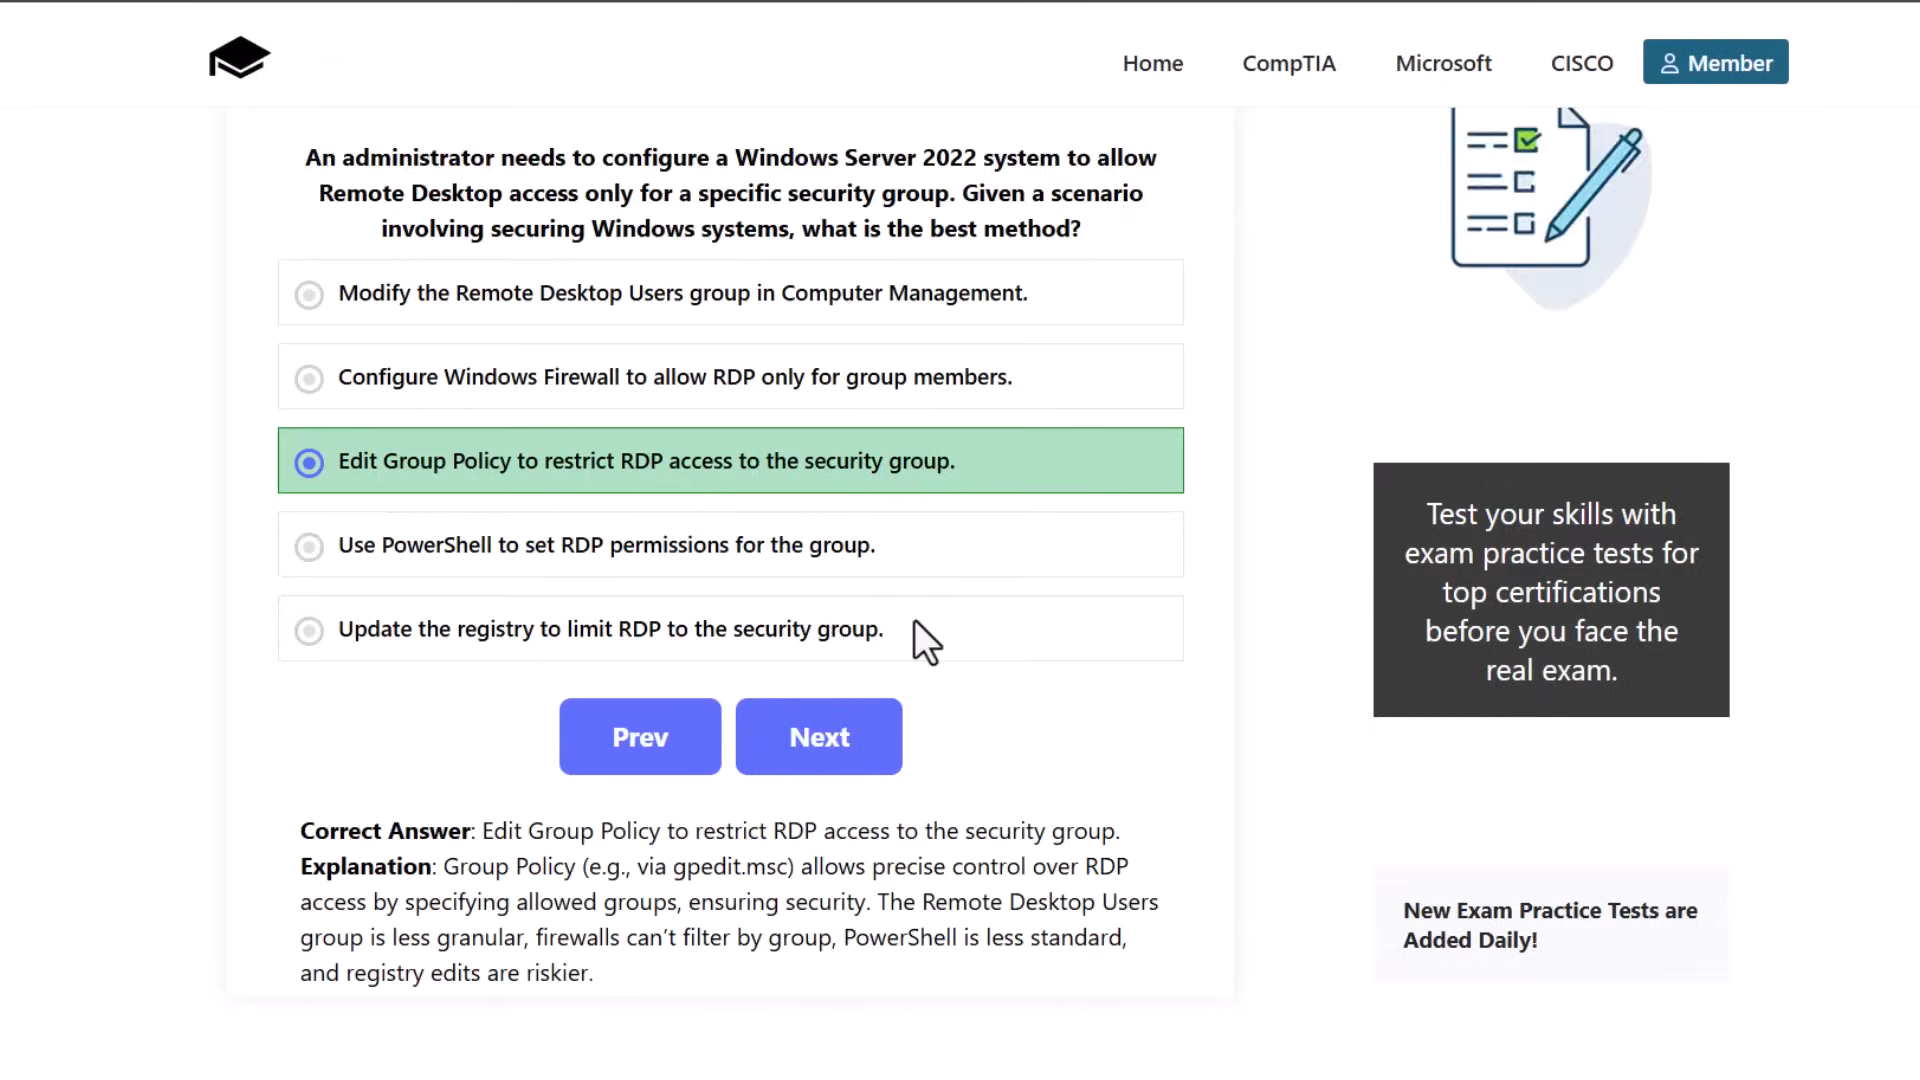 Home
CompTIA
Microsoft
CISCO
Member
An administrator needs to configure a Windows Server 2022 system to allow
Remote Desktop access only for a specific security group. Given a scenario
involving securing Windows systems, what is the best method?
Modify the Remote Desktop Users group in Computer Management.
Configure Windows Firewall to allow RDP only for group members.
Edit Group Policy to restrict RDP access to the security group.
Use PowerShell to set RDP permissions for the group.
Update the registry to limit RDP to the security group.
Prev
Next
Correct Answer: Edit Group Policy to restrict RDP access to the security group.
Explanation: Group Policy (e.g., via gpedit.msc) allows precise control over RDP
access by specifying allowed groups, ensuring security. The Remote Desktop Users
group is less granular, firewalls can’t filter by group, PowerShell is less standard,
and registry edits are riskier.
Test your skills with
exam practice tests for
top certifications
before you face the
real exam.
New Exam Practice Tests are
Added Daily!